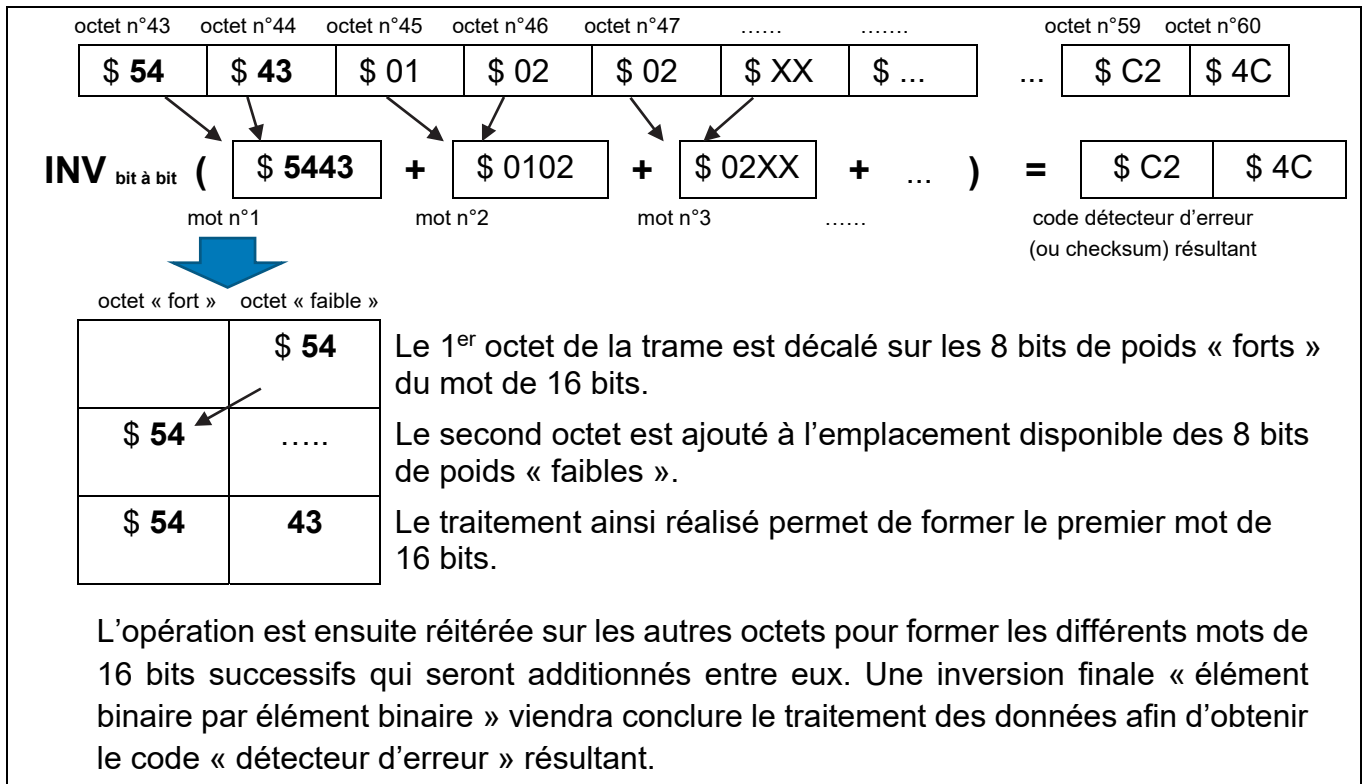 octet n°43 octet n°44 octet n°45 octet n°46 octet n°47 …… ……. octet n°59 octet n°60
$ 54 $ 43 $ 01 $ 02 $ 02 $ XX $ ... ... $ C2 $ 4C
INV bit à bit ( $ 5443 + $ 0102 + $ 02XX + ... ) = $ C2 $ 4C
mot n°1 mot n°2 mot n°3 …… code détecteur d’erreur
(ou checksum) résultant
octet « fort » octet « faible »
$ 54 Le 1er octet de la trame est décalé sur les 8 bits de poids « forts »
du mot de 16 bits.
$ 54 ….. Le second octet est ajouté à l’emplacement disponible des 8 bits
de poids « faibles ».
$ 54 43 Le traitement ainsi réalisé permet de former le premier mot de
16 bits.
L’opération est ensuite réitérée sur les autres octets pour former les différents mots de
16 bits successifs qui seront additionnés entre eux. Une inversion finale « élément
binaire par élément binaire » viendra conclure le traitement des données afin d’obtenir
le code « détecteur d’erreur » résultant.